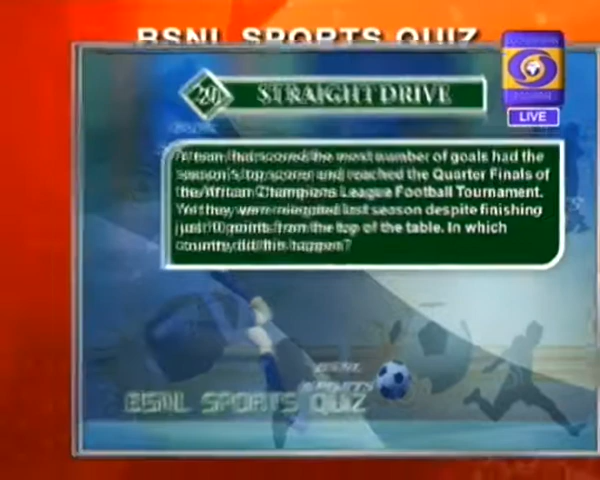 BSNL SPORTS QUIZ
LIVE
STRAIGHT DRIVE
A team that scored the most number of goals had the
season's top scorer and reached the Quarter Finals of
the African Champions League Football Tournament.
Yet they were relegated last season despite finishing
just 10 points from the top of the table. In which
country did this happen?
BSNL SPORTS QUIZ